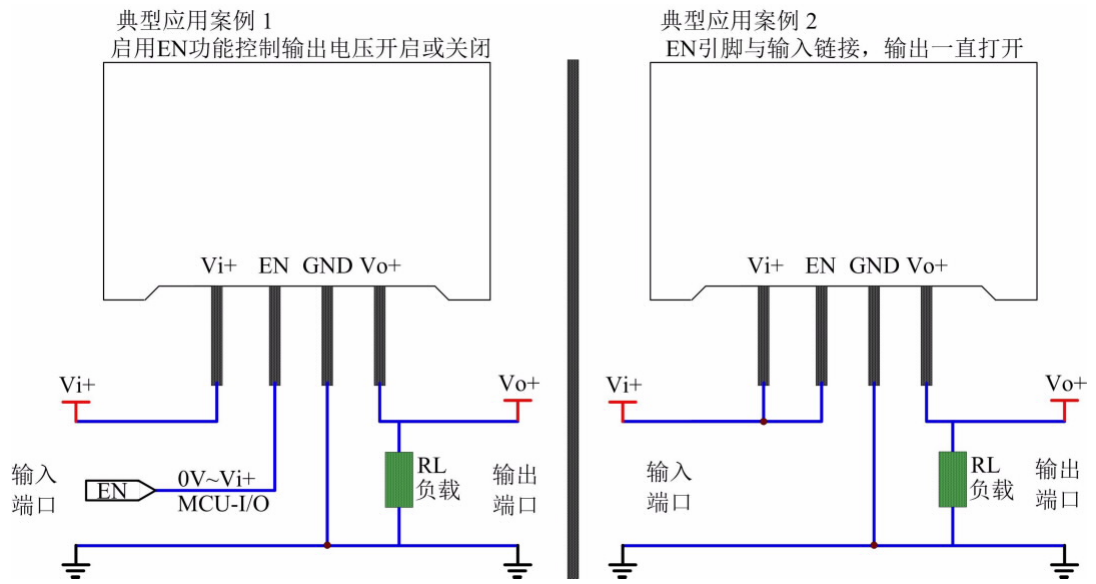 典型应用案例 1
启用EN功能控制输出电压开启或关闭
Vi+ EN GND Vo+
Vi+
Vo+
输入
端口
EN
0V~Vi+
MCU-I/O
RL
负载
输出
端口
典型应用案例 2
EN引脚与输入链接，输出一直打开
Vi+ EN GND Vo+
Vi+
Vo+
输入
端口
RL
负载
输出
端口